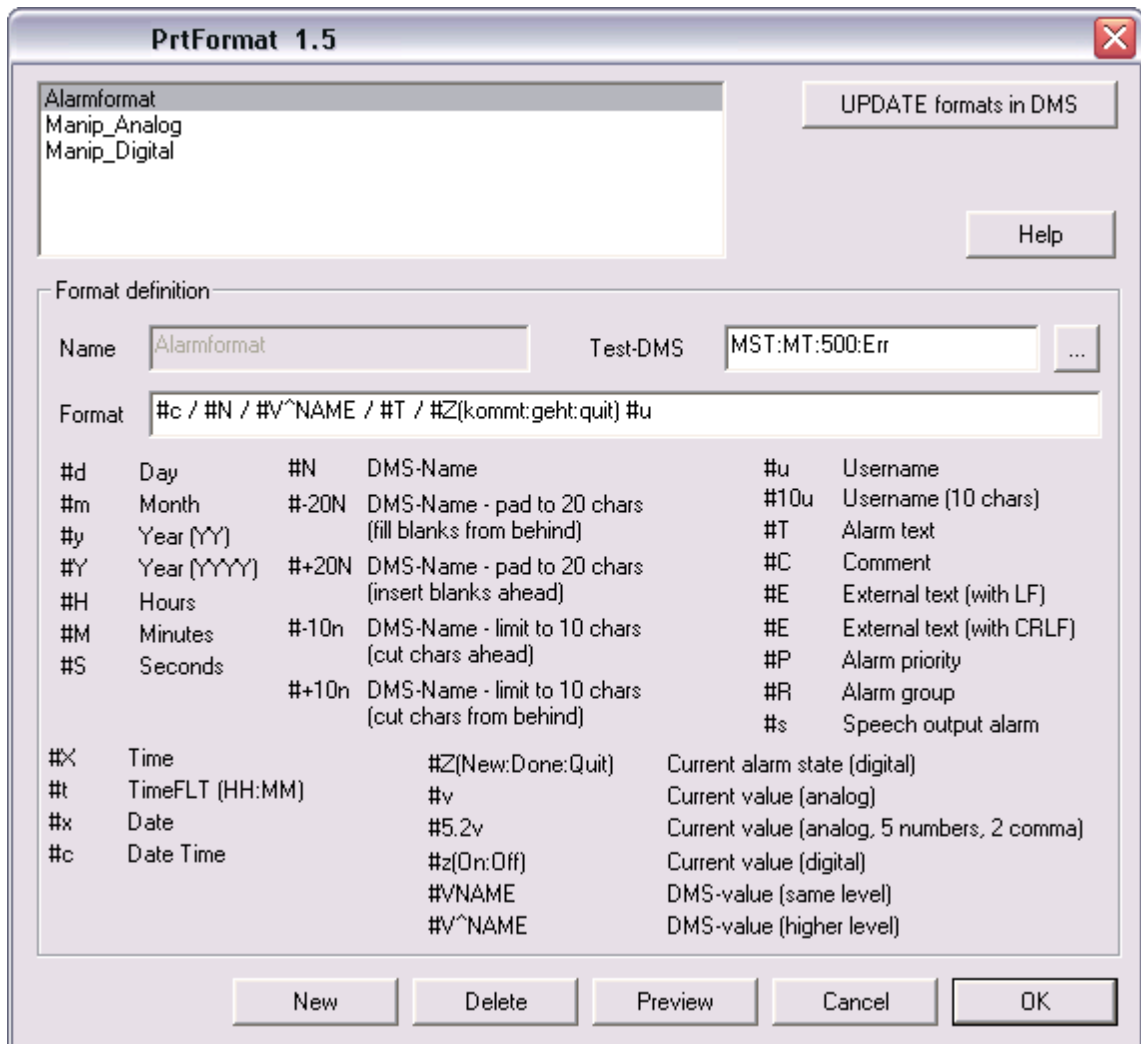 PrtFormat 1.5
Alarmformat
Manip_Analog
Manip_Digital
UPDATE formats in DMS
Help
Format definition
Name Alarmformat Test-DMS MST:MT:500:Err ...
Format #c / #N / #V^NAME / #T / #Z(kommt:geht:quit) #u
#d Day
#m Month
#y Year (YY)
#Y Year (YYYY)
#H Hours
#M Minutes
#S Seconds
#N DMS-Name
#-20N DMS-Name - pad to 20 chars
(fill blanks from behind)
#+20N DMS-Name - pad to 20 chars
(insert blanks ahead)
#-10n DMS-Name - limit to 10 chars
(cut chars ahead)
#+10n DMS-Name - limit to 10 chars
(cut chars from behind)
#u Username
#10u Username (10 chars)
#T Alarm text
#C Comment
#E External text (with LF)
#E External text (with CRLF)
#P Alarm priority
#R Alarm group
#s Speech output alarm
#X Time
#t TimeFLT (HH:MM)
#x Date
#c Date Time
#Z(New:Done:Quit) Current alarm state (digital)
#v Current value (analog)
#5.2v Current value (analog, 5 numbers, 2 comma)
#z(On:Off) Current value (digital)
#VNAME DMS-value (same level)
#V^NAME DMS-value (higher level)
New Delete Preview Cancel OK